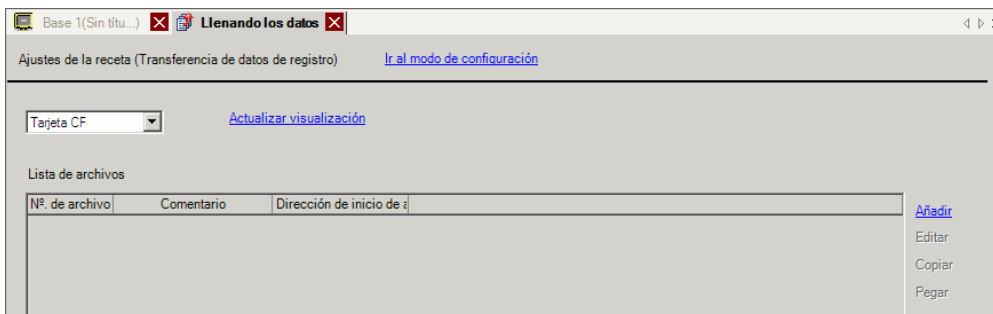 Base 1(Sin títu...) Llenando los datos
Ajustes de la receta (Transferencia de datos de registro) Ir al modo de configuración
Tarjeta CF Actualizar visualización
Lista de archivos
Nº. de archivo Comentario Dirección de inicio de a
Añadir
Editar
Copiar
Pegar